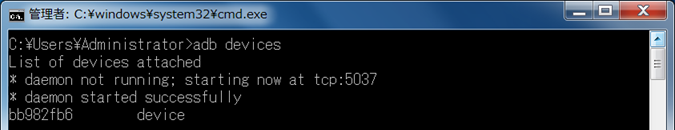 管理者: C:¥windows¥system32¥cmd.exe
C:¥Users¥Administrator>adb devices
List of devices attached
* daemon not running; starting now at tcp:5037
* daemon started successfully
bb982fb6        device